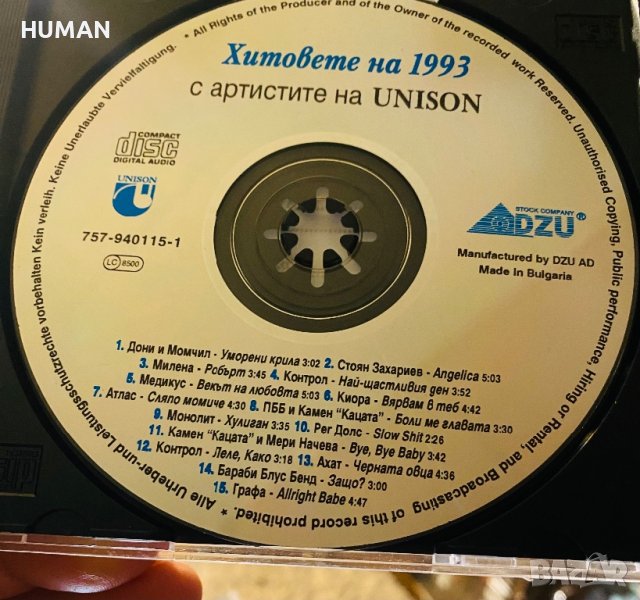 HUMAN
* All Rights of the Producer and of the Owner of the recorded work Reserved. Unauthorised Copying, Public performance, Hiring or Rental, and Broadcasting of this record prohibited. * Alle Urheber-und Leistungsschutzrechte vorbehalten Kein verleih. Keine Unerlaubte Vervielfaltigung.
Хитовете на 1993
с артистите на UNISON
COMPACT
disc
DIGITAL AUDIO
UNISON
757-940115-1
LC 8500
STOCK COMPANY
DZU®
Manufactured by DZU AD
Made in Bulgaria
1. Дони и Момчил - Уморени крила 3:02 2. Стоян Захариев - Angelica 5:03
3. Милена - Робърт 3:45 4. Контрол - Най-щастливия ден 3:52
5. Медикус - Векът на любовта 5:03 6. Киора - Вярвам в теб 4:42
7. Атлас - Сляпо момиче 4:30 8. ПББ и Камен "Кацата" - Боли ме главата 3:30
9. Монолит - Хулиган 3:35 10. Рег Долс - Slow Shit 2:26
11. Камен "Кацата" и Мери Начева - Bye, Bye Baby 3:42
12. Контрол - Леле, Како 3:18 13. Ахат - Черната овца 4:36
14. Бараби Блус Бенд - Защо? 3:00
15. Графа - Allright Babe 4:47
BAZAR